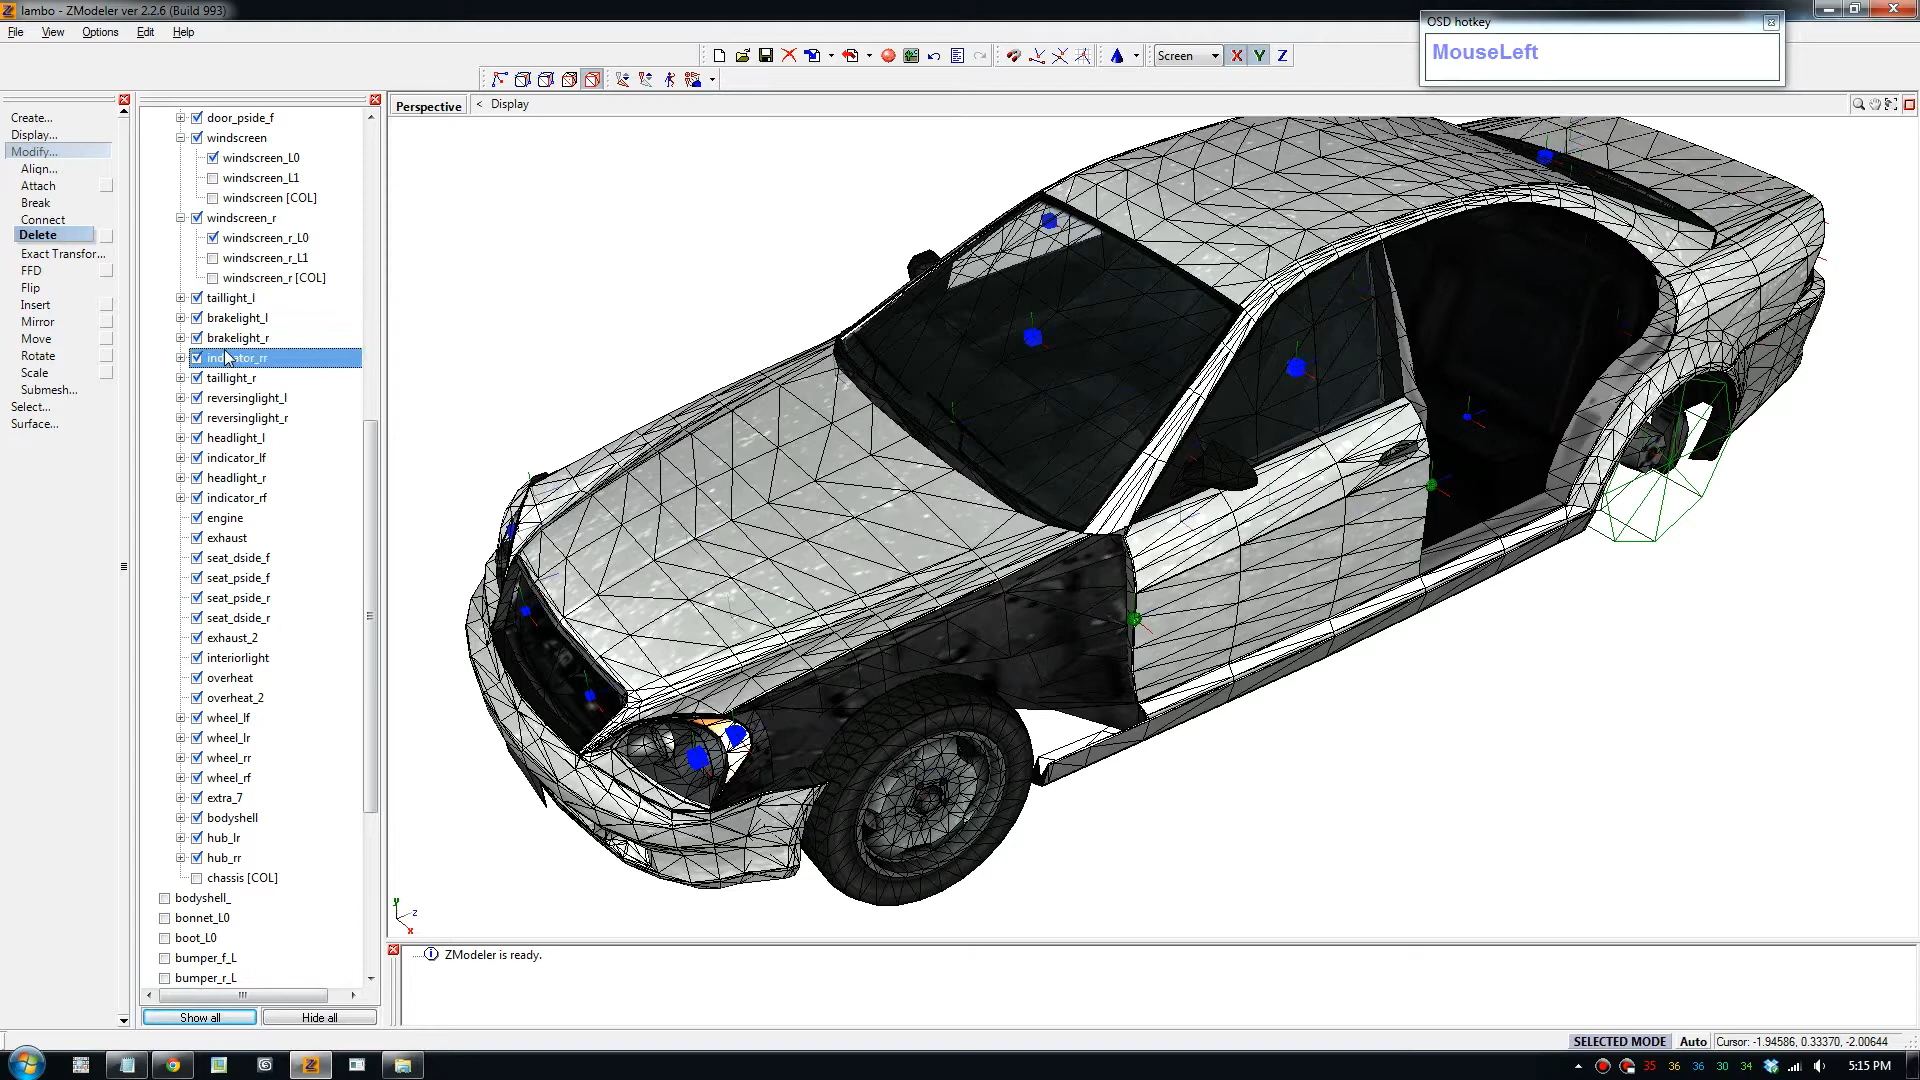 lambo - ZModeler ver 2.2.6 (Build 993)
File View Options Edit Help
OSD hotkey
MouseLeft
Screen X Y Z
Perspective < Display
Create...
Display...
Modify...
Align...
Attach
Break
Connect
Delete
Exact Transfor...
FFD
Flip
Insert
Mirror
Move
Rotate
Scale
Submesh...
Select...
Surface...
door_pside_f
windscreen
windscreen_L0
windscreen_L1
windscreen [COL]
windscreen_r
windscreen_r_L0
windscreen_r_L1
windscreen_r [COL]
taillight_l
brakelight_l
brakelight_r
indicator_rr
taillight_r
reversinglight_l
reversinglight_r
headlight_l
indicator_lf
headlight_r
indicator_rf
engine
exhaust
seat_dside_f
seat_pside_f
seat_pside_r
seat_dside_r
exhaust_2
interiorlight
overheat
overheat_2
wheel_lf
wheel_lr
wheel_rr
wheel_rf
extra_7
bodyshell
hub_lr
hub_rr
chassis [COL]
bodyshell_
bonnet_L0
boot_L0
bumper_f_L
bumper_r_L
Show all Hide all
y z x
ZModeler is ready.
SELECTED MODE Auto Cursor: -1.94586, 0.33370, -2.00644
35 36 36 30 34 5:15 PM